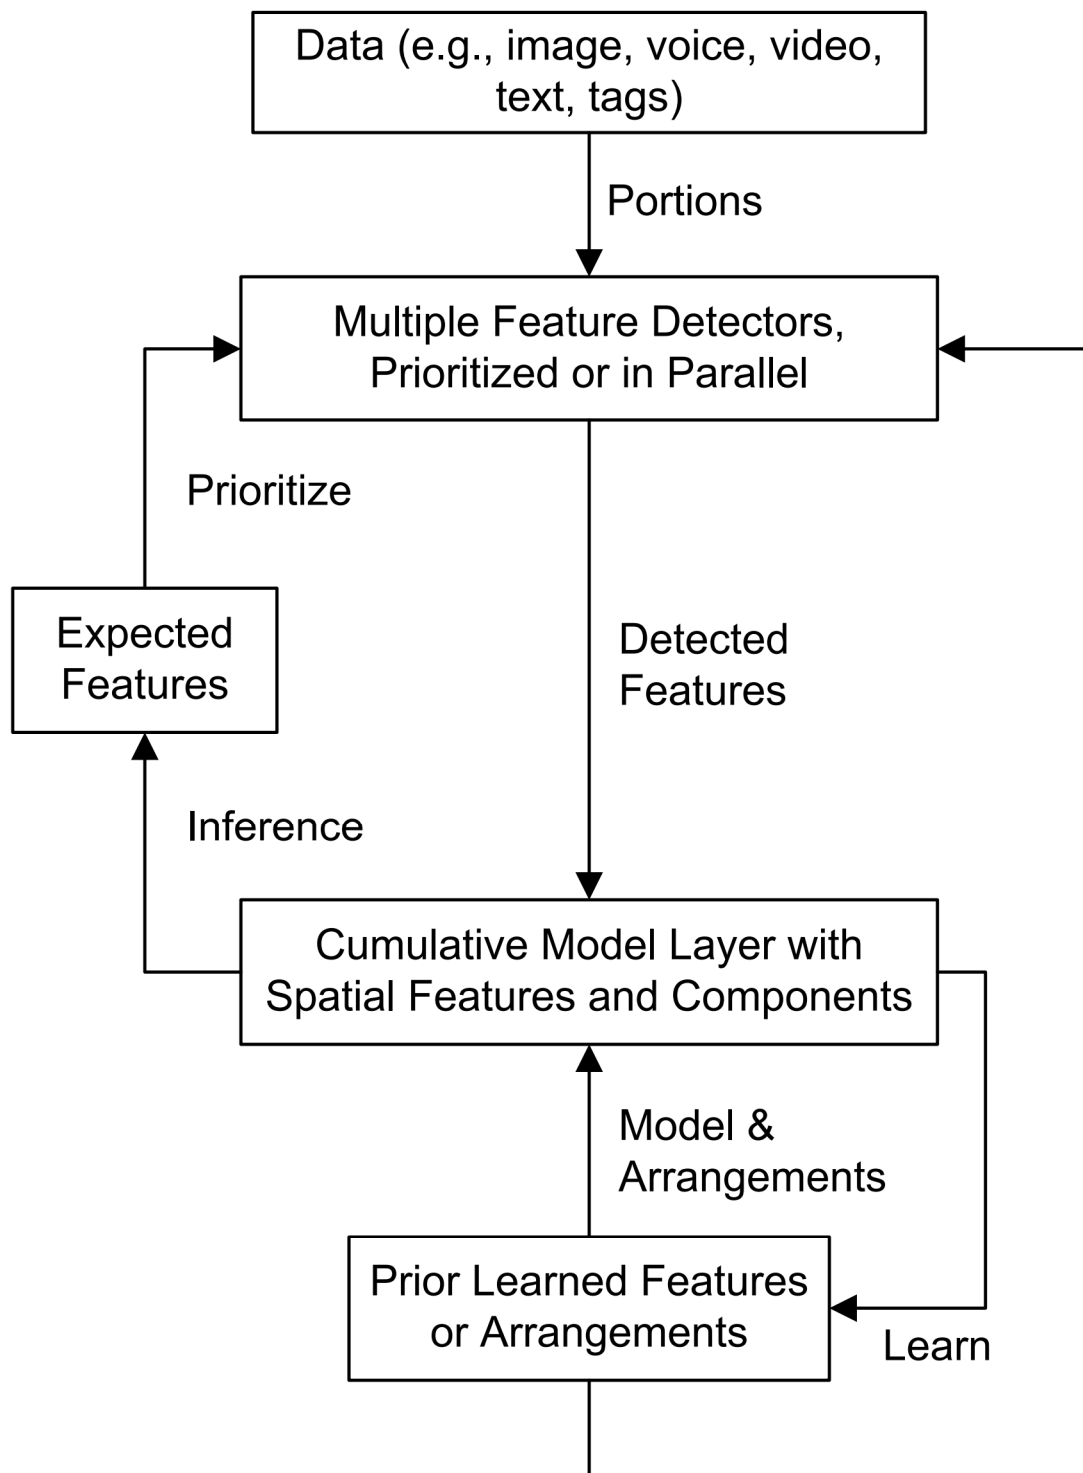 Data (e.g., image, voice, video,
text, tags)
Portions
Multiple Feature Detectors,
Prioritized or in Parallel
Prioritize
Expected
Features
Detected
Features
Inference
Cumulative Model Layer with
Spatial Features and Components
Model &
Arrangements
Prior Learned Features
or Arrangements
Learn